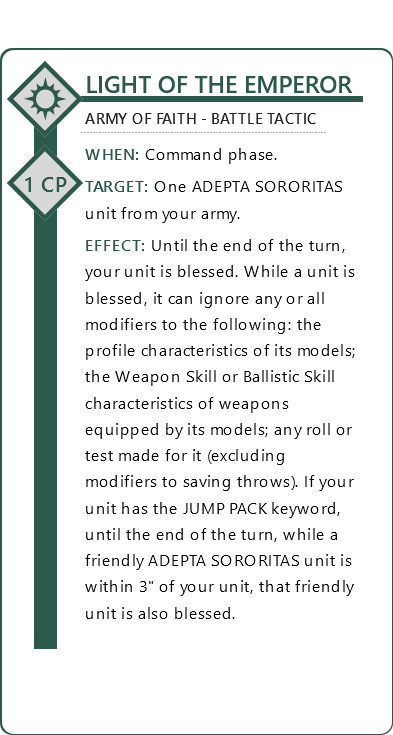 LIGHT OF THE EMPEROR
ARMY OF FAITH - BATTLE TACTIC
WHEN: Command phase.
1 CP
TARGET: One ADEPTA SORORITAS
unit from your army.
EFFECT: Until the end of the turn,
your unit is blessed. While a unit is
blessed, it can ignore any or all
modifiers to the following: the
profile characteristics of its models;
the Weapon Skill or Ballistic Skill
characteristics of weapons
equipped by its models; any roll or
test made for it (excluding
modifiers to saving throws). If your
unit has the JUMP PACK keyword,
until the end of the turn, while a
friendly ADEPTA SORORITAS unit is
within 3" of your unit, that friendly
unit is also blessed.